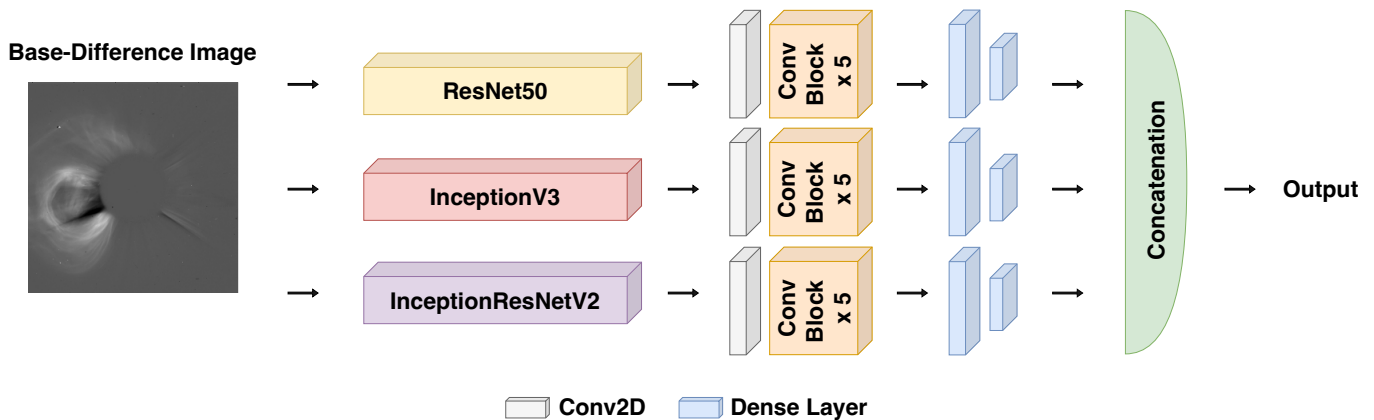 Base-Difference Image
ResNet50
Conv
Block
x 5
InceptionV3
Conv
Block
x 5
InceptionResNetV2
Conv
Block
x 5
Concatenation
Output
Conv2D
Dense Layer